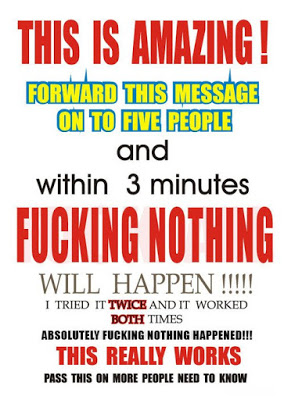 THIS IS AMAZING !
FORWARD THIS MESSAGE
ON TO FIVE PEOPLE
and
within 3 minutes
FUCKING NOTHING
WILL HAPPEN !!!!!
I TRIED IT TWICE AND IT WORKED
BOTH TIMES
ABSOLUTELY FUCKING NOTHING HAPPENED!!!
THIS REALLY WORKS
PASS THIS ON MORE PEOPLE NEED TO KNOW